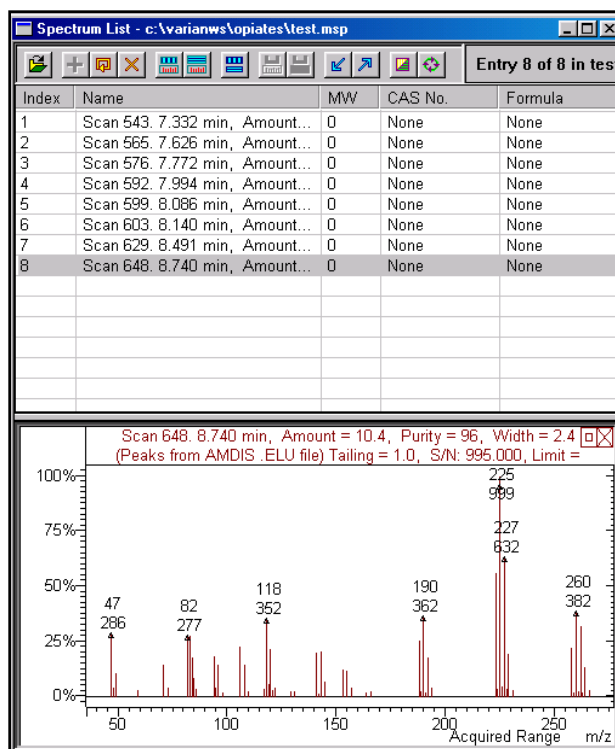 Spectrum List - c:\varianws\opiates\test.msp
Entry 8 of 8 in tes
Index Name MW CAS No. Formula
1 Scan 543. 7.332 min, Amount... 0 None None
2 Scan 565. 7.626 min, Amount... 0 None None
3 Scan 576. 7.772 min, Amount... 0 None None
4 Scan 592. 7.994 min, Amount... 0 None None
5 Scan 599. 8.086 min, Amount... 0 None None
6 Scan 603. 8.140 min, Amount... 0 None None
7 Scan 629. 8.491 min, Amount... 0 None None
8 Scan 648. 8.740 min, Amount... 0 None None
Scan 648. 8.740 min, Amount = 10.4, Purity = 96, Width = 2.4
(Peaks from AMDIS .ELU file) Tailing = 1.0, S/N: 995.000, Limit =
100%
225
999
75%
227
632
50%
47
286
82
277
118
352
190
362
260
382
25%
0%
50 100 150 200 250
Acquired Range m/z